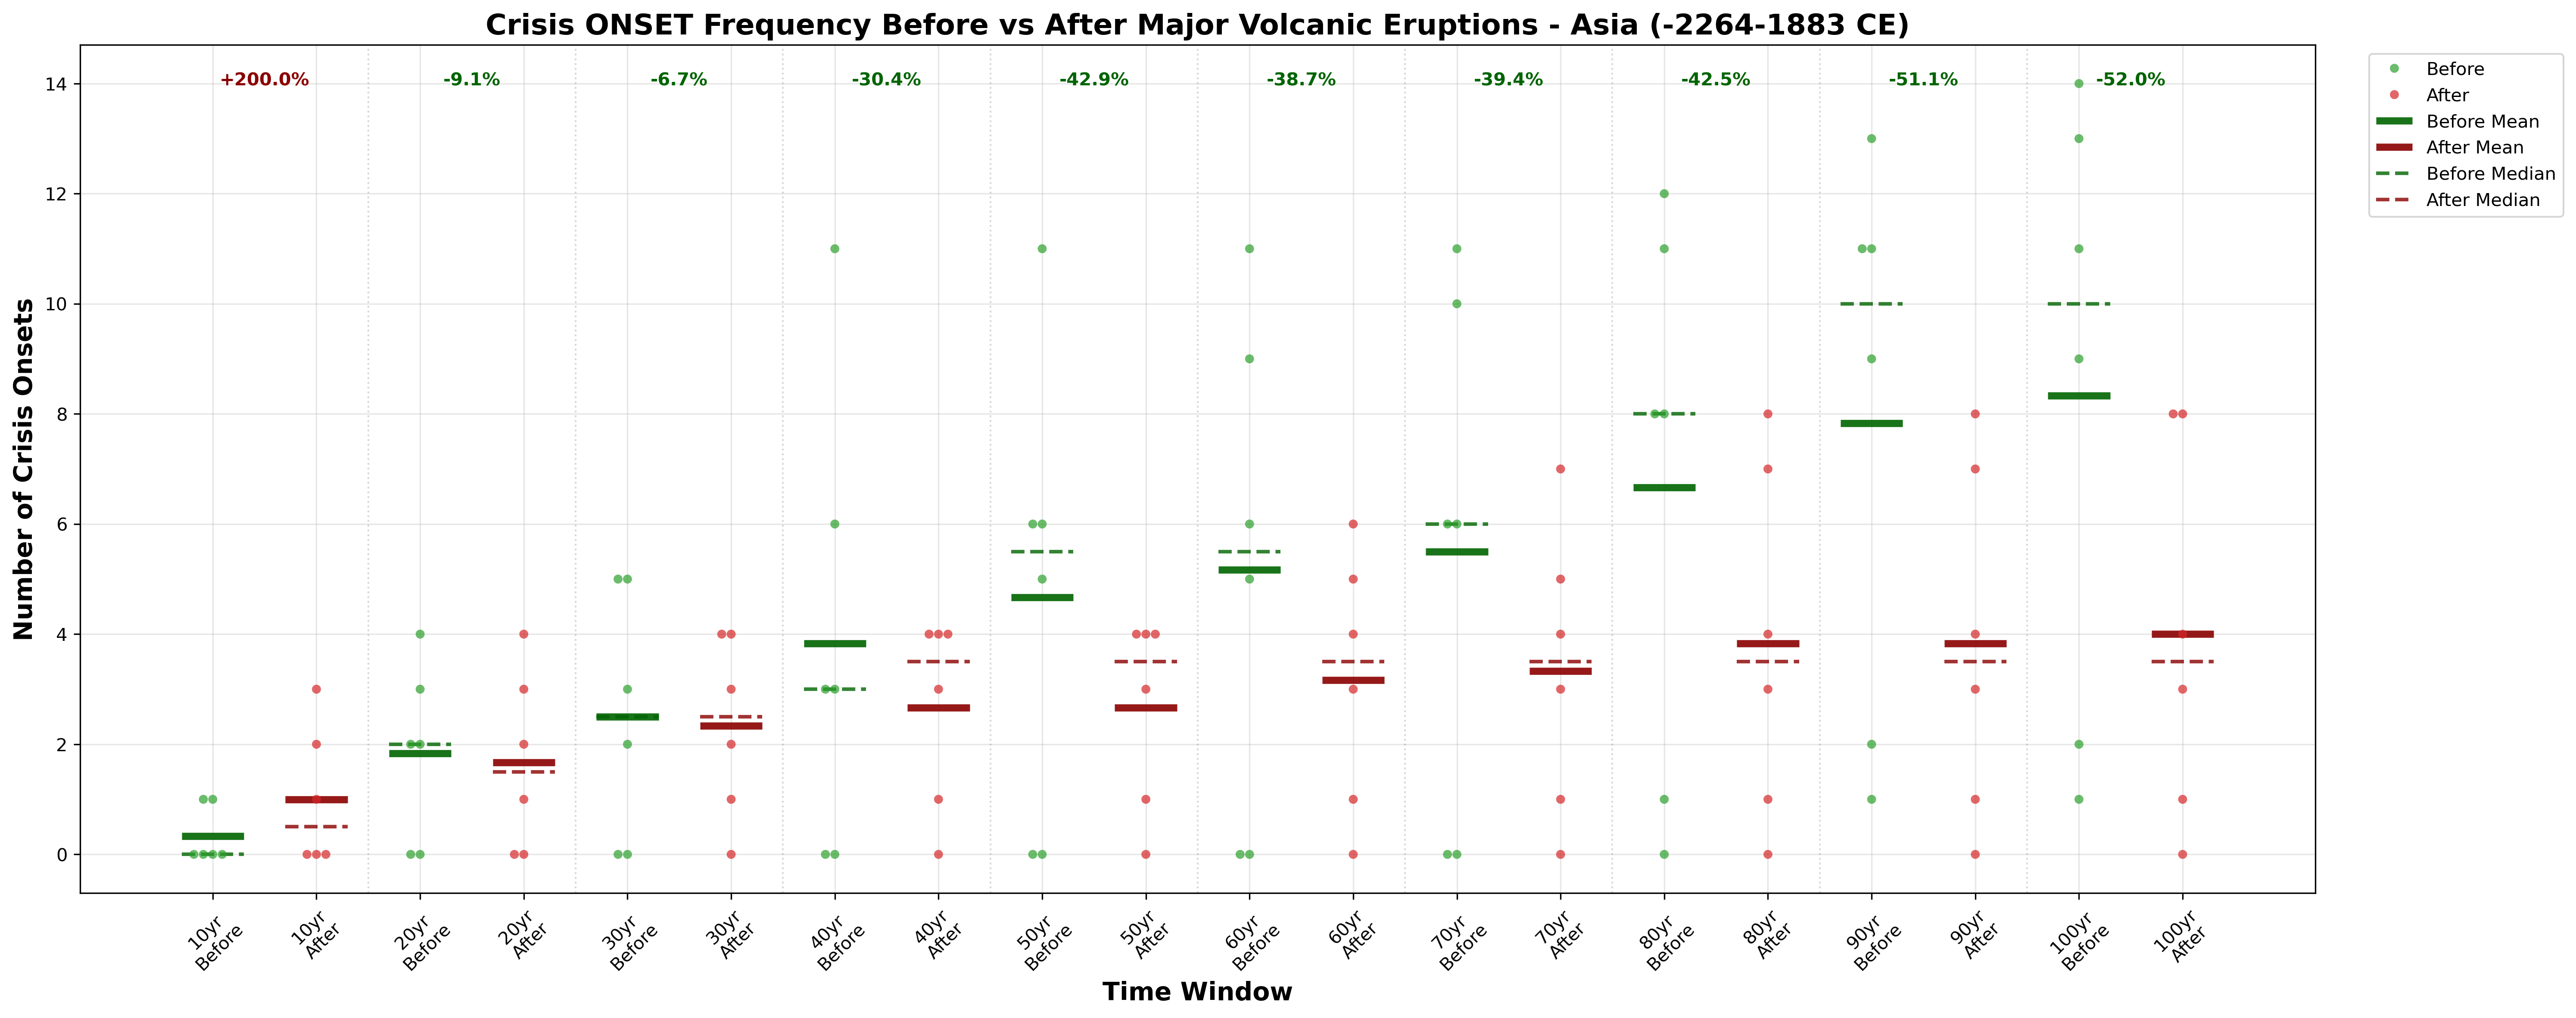 Crisis ONSET Frequency Before vs After Major Volcanic Eruptions - Asia (-2264-1883 CE)
+200.0%
-9.1%
-6.7%
-30.4%
-42.9%
-38.7%
-39.4%
-42.5%
-51.1%
-52.0%
Before
After
Before Mean
After Mean
Before Median
After Median
Number of Crisis Onsets
14
12
10
8
6
4
2
0
10yr
Before
10yr
After
20yr
Before
20yr
After
30yr
Before
30yr
After
40yr
Before
40yr
After
50yr
Before
50yr
After
60yr
Before
60yr
After
70yr
Before
70yr
After
80yr
Before
80yr
After
90yr
Before
90yr
After
100yr
Before
100yr
After
Time Window